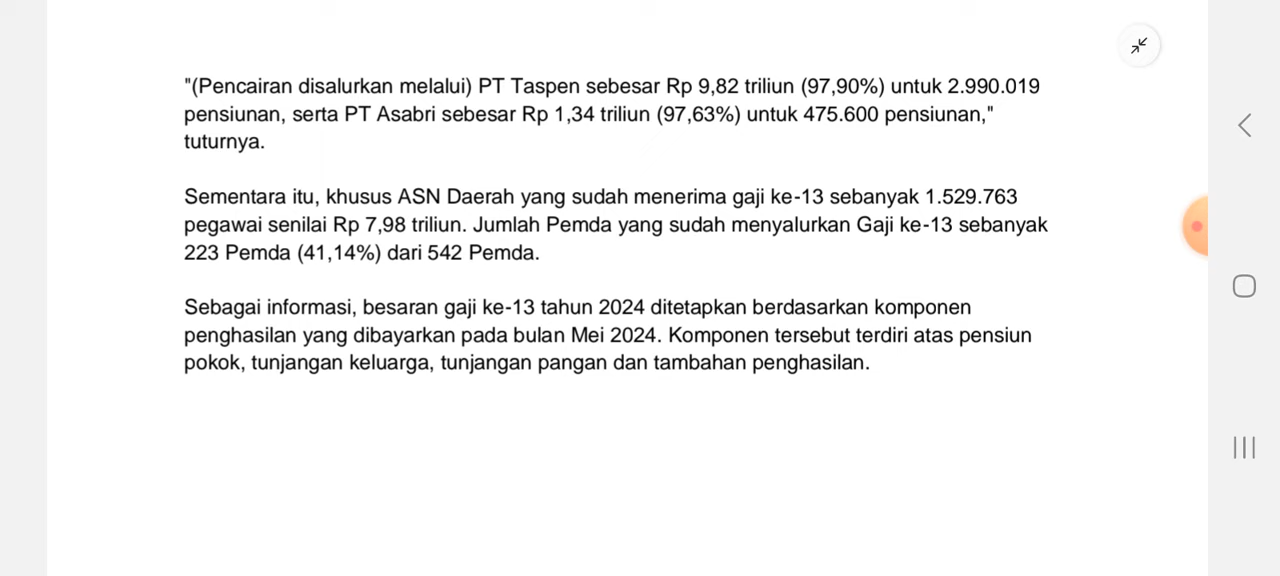 "(Pencairan disalurkan melalui) PT Taspen sebesar Rp 9,82 triliun (97,90%) untuk 2.990.019
pensiunan, serta PT Asabri sebesar Rp 1,34 triliun (97,63%) untuk 475.600 pensiunan,"
tuturnya.
Sementara itu, khusus ASN Daerah yang sudah menerima gaji ke-13 sebanyak 1.529.763
pegawai senilai Rp 7,98 triliun. Jumlah Pemda yang sudah menyalurkan Gaji ke-13 sebanyak
223 Pemda (41,14%) dari 542 Pemda.
Sebagai informasi, besaran gaji ke-13 tahun 2024 ditetapkan berdasarkan komponen
penghasilan yang dibayarkan pada bulan Mei 2024. Komponen tersebut terdiri atas pensiun
pokok, tunjangan keluarga, tunjangan pangan dan tambahan penghasilan.